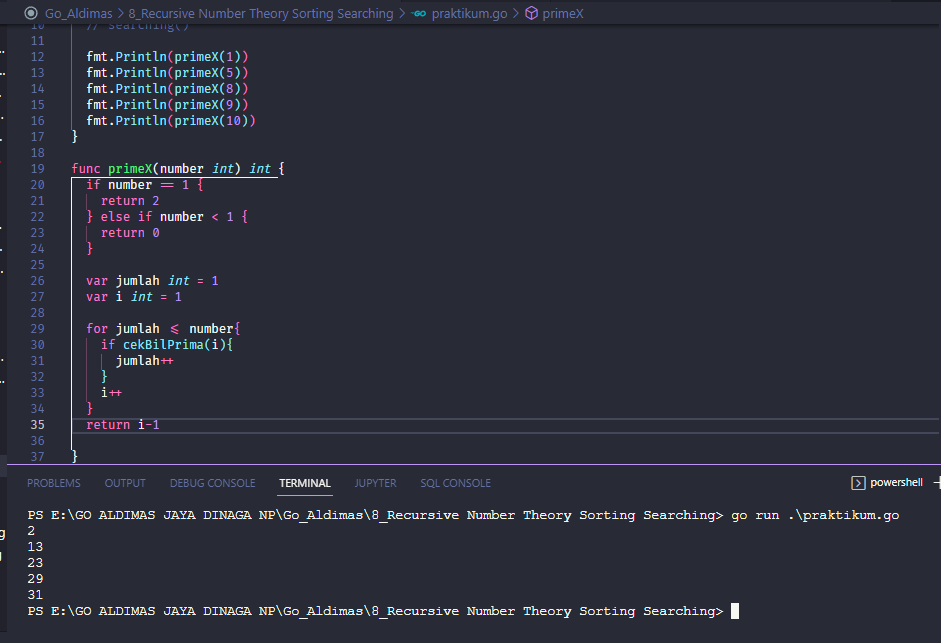 Go_Aldimas > 8_Recursive Number Theory Sorting Searching > GO praktikum.go > primeX
10 // searching()
11
12 fmt.Println(primeX(1))
13 fmt.Println(primeX(5))
14 fmt.Println(primeX(8))
15 fmt.Println(primeX(9))
16 fmt.Println(primeX(10))
17 }
18
19 func primeX(number int) int {
20 if number == 1 {
21 return 2
22 } else if number < 1 {
23 return 0
24 }
25
26 var jumlah int = 1
27 var i int = 1
28
29 for jumlah <= number{
30 if cekBilPrima(i){
31 jumlah++
32 }
33 i++
34 }
35 return i-1
36
37 }
PROBLEMS OUTPUT DEBUG CONSOLE TERMINAL JUPYTER SQL CONSOLE powershell +
PS E:\GO ALDIMAS JAYA DINAGA NP\Go_Aldimas\8_Recursive Number Theory Sorting Searching> go run .\praktikum.go
2
13
23
29
31
PS E:\GO ALDIMAS JAYA DINAGA NP\Go_Aldimas\8_Recursive Number Theory Sorting Searching>